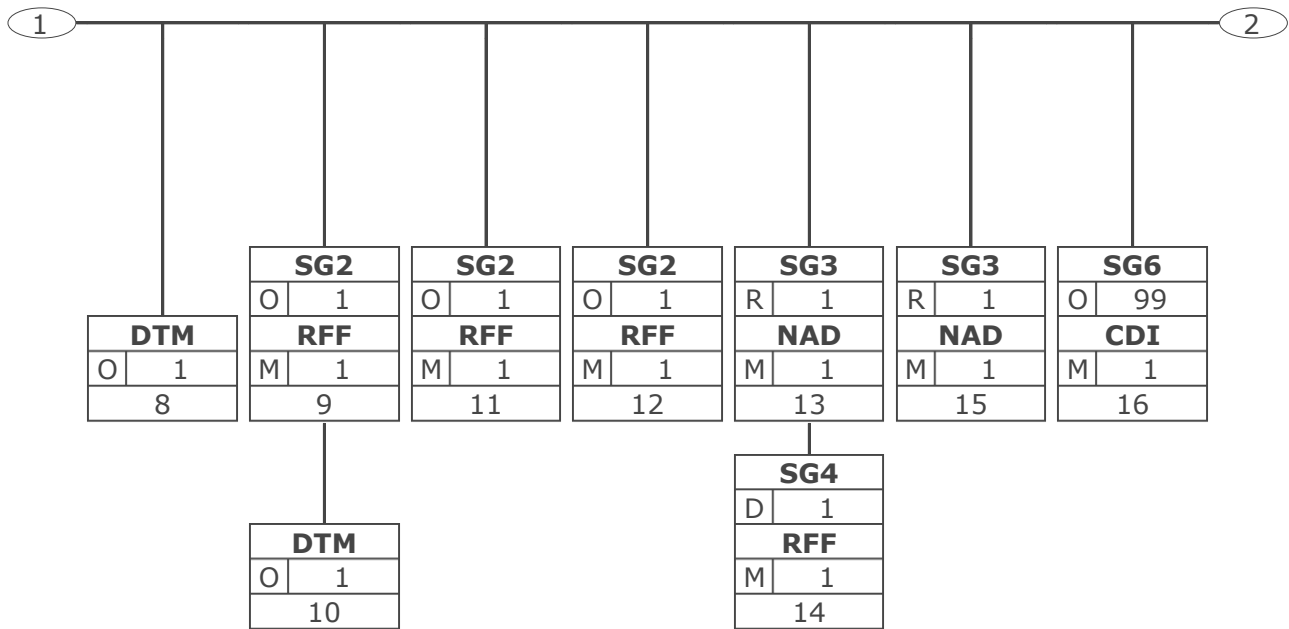 1 2
SG2 SG2 SG2 SG3 SG3 SG6
O 1 O 1 O 1 R 1 R 1 O 99
DTM RFF RFF RFF NAD NAD CDI
O 1 M 1 M 1 M 1 M 1 M 1 M 1
8 9 11 12 13 15 16
SG4
D 1
DTM RFF
O 1 M 1
10 14